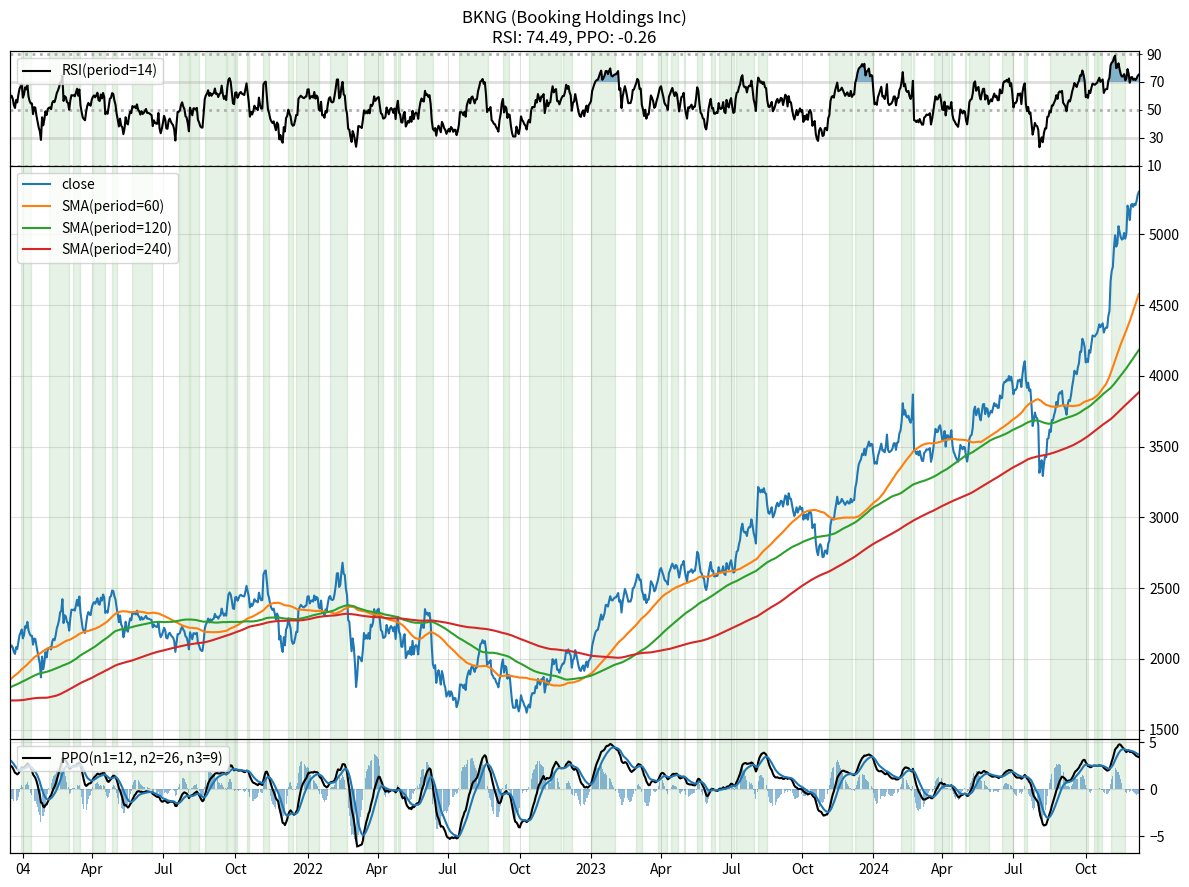 BKNG (Booking Holdings Inc)
RSI: 74.49, PPO: -0.26
RSI(period=14)
90
70
50
30
10
close
SMA(period=60)
SMA(period=120)
SMA(period=240)
5000
4500
4000
3500
3000
2500
2000
1500
PPO(n1=12, n2=26, n3=9)
5
0
−5
04 Apr Jul Oct 2022 Apr Jul Oct 2023 Apr Jul Oct 2024 Apr Jul Oct